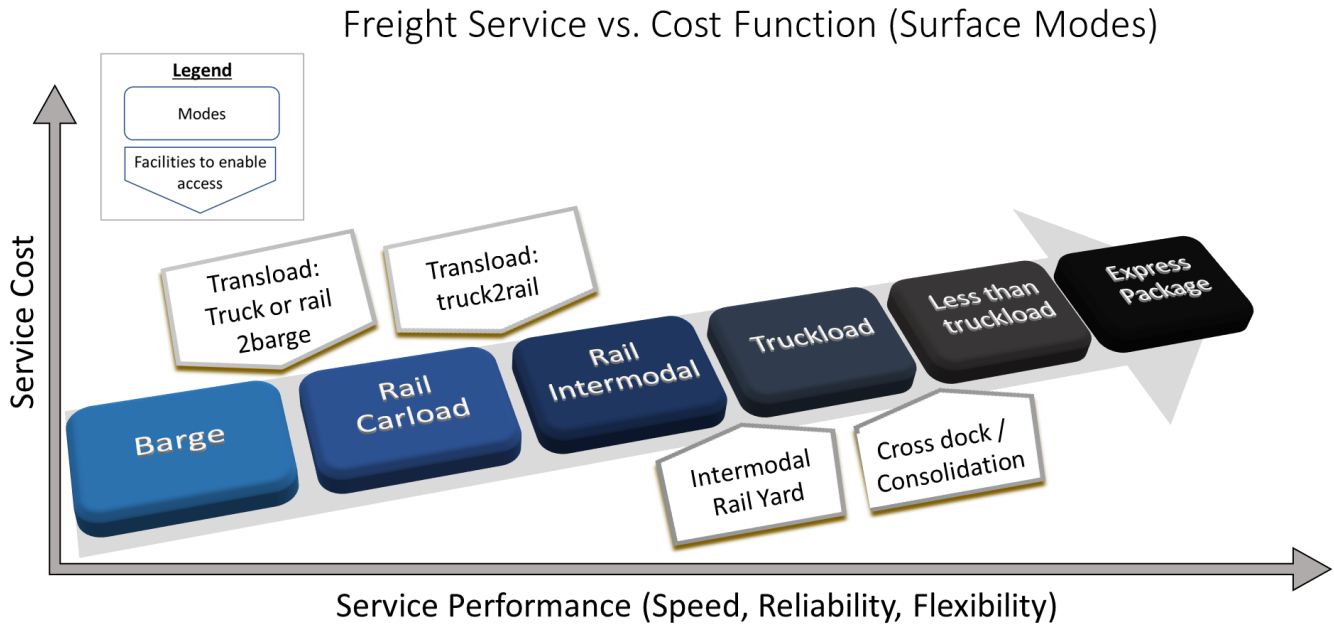 Freight Service vs. Cost Function (Surface Modes)
Legend
Modes
Facilities to enable
access
Service Cost
Transload:
Truck or rail
2barge
Transload:
truck2rail
Barge
Rail
Carload
Rail
Intermodal
Truckload
Less than
truckload
Express
Package
Intermodal
Rail Yard
Cross dock /
Consolidation
Service Performance (Speed, Reliability, Flexibility)